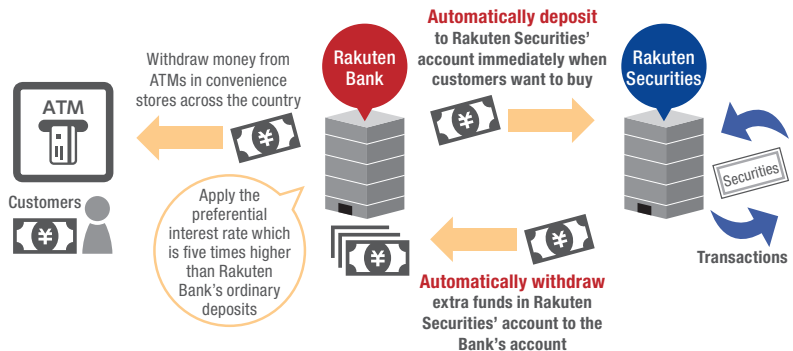 ATM
Customers
¥
Withdraw money from
ATMs in convenience
stores across the country
¥
Rakuten
Bank
Apply the
preferential
interest rate which
is five times higher
than Rakuten
Bank's ordinary
deposits
¥
Automatically deposit
to Rakuten Securities'
account immediately when
customers want to buy
¥
Automatically withdraw
extra funds in Rakuten
Securities' account to the
Bank's account
¥
Rakuten
Securities
Securities
Transactions